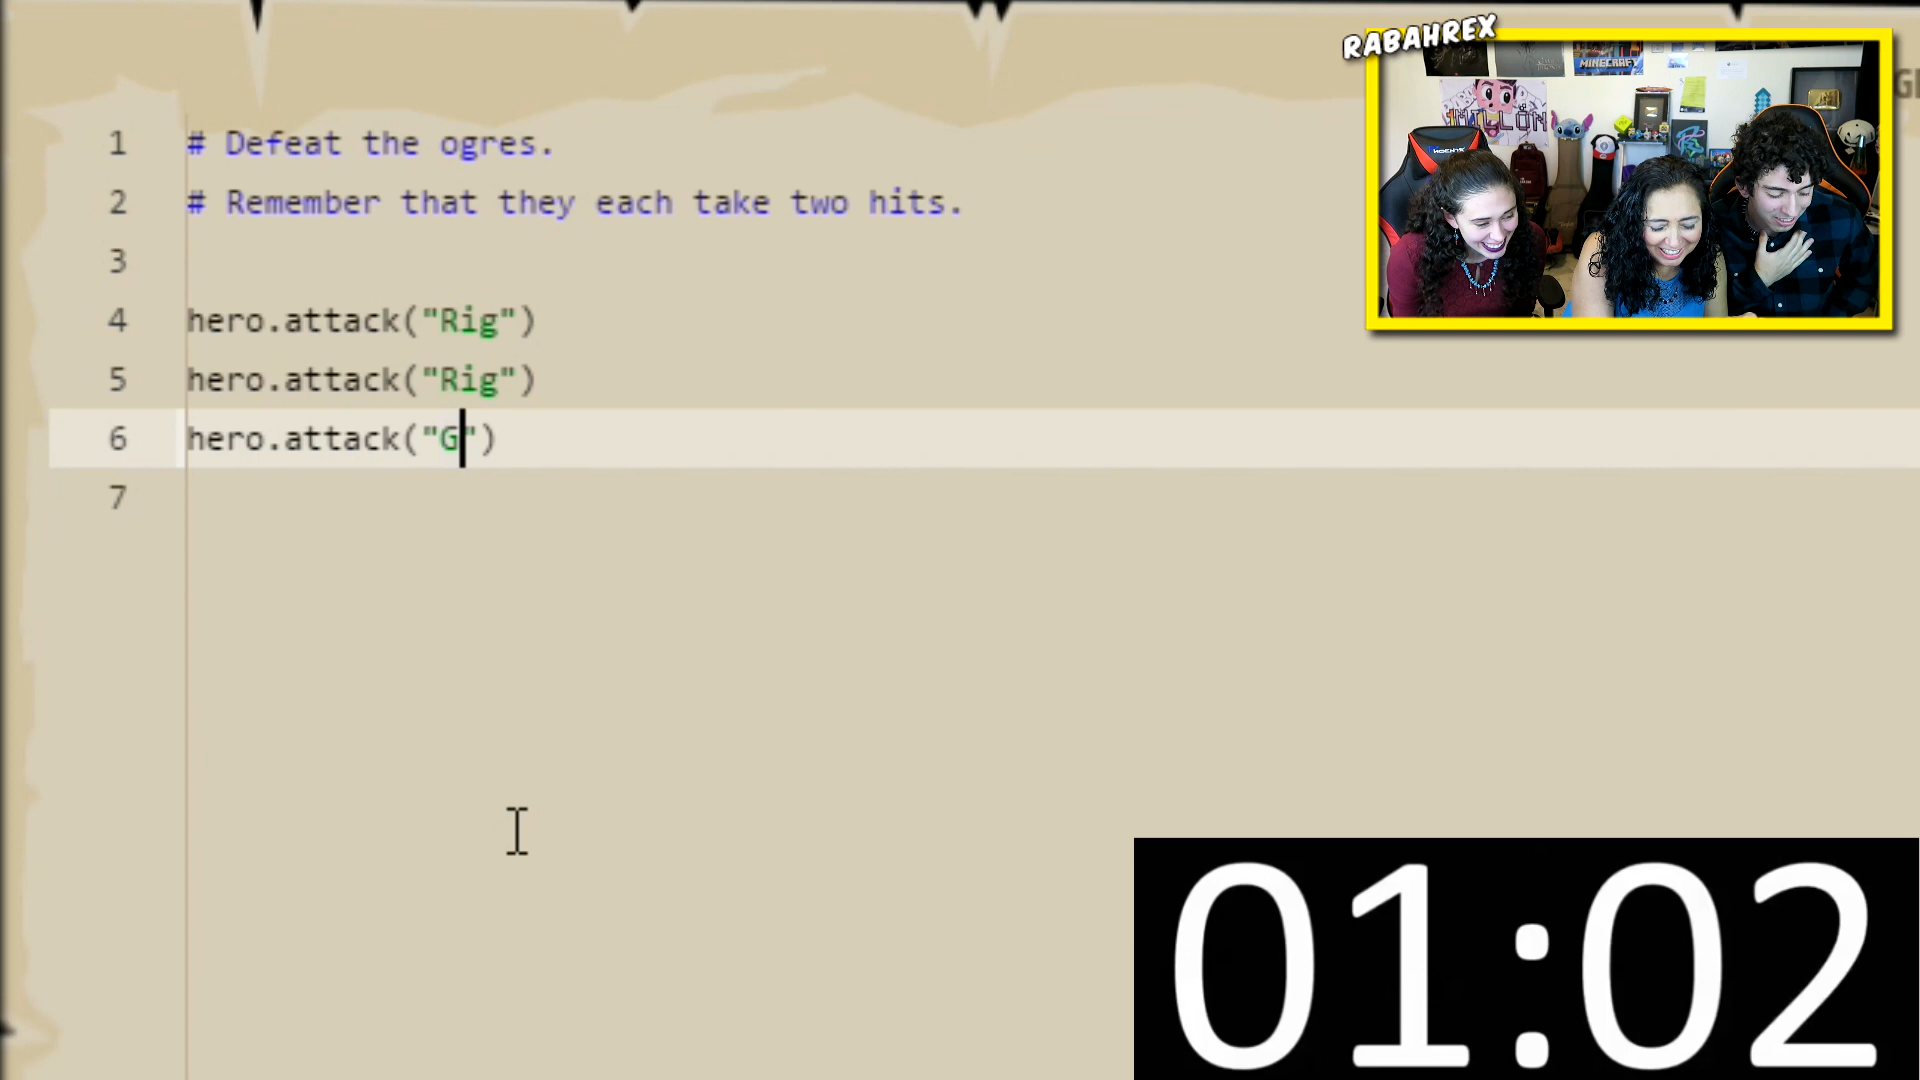 RABAHREX
MINECRAFT
MILLÓN
1 # Defeat the ogres.
2 # Remember that they each take two hits.
3
4 hero.attack("Rig")
5 hero.attack("Rig")
6 hero.attack("G")
7
01:02